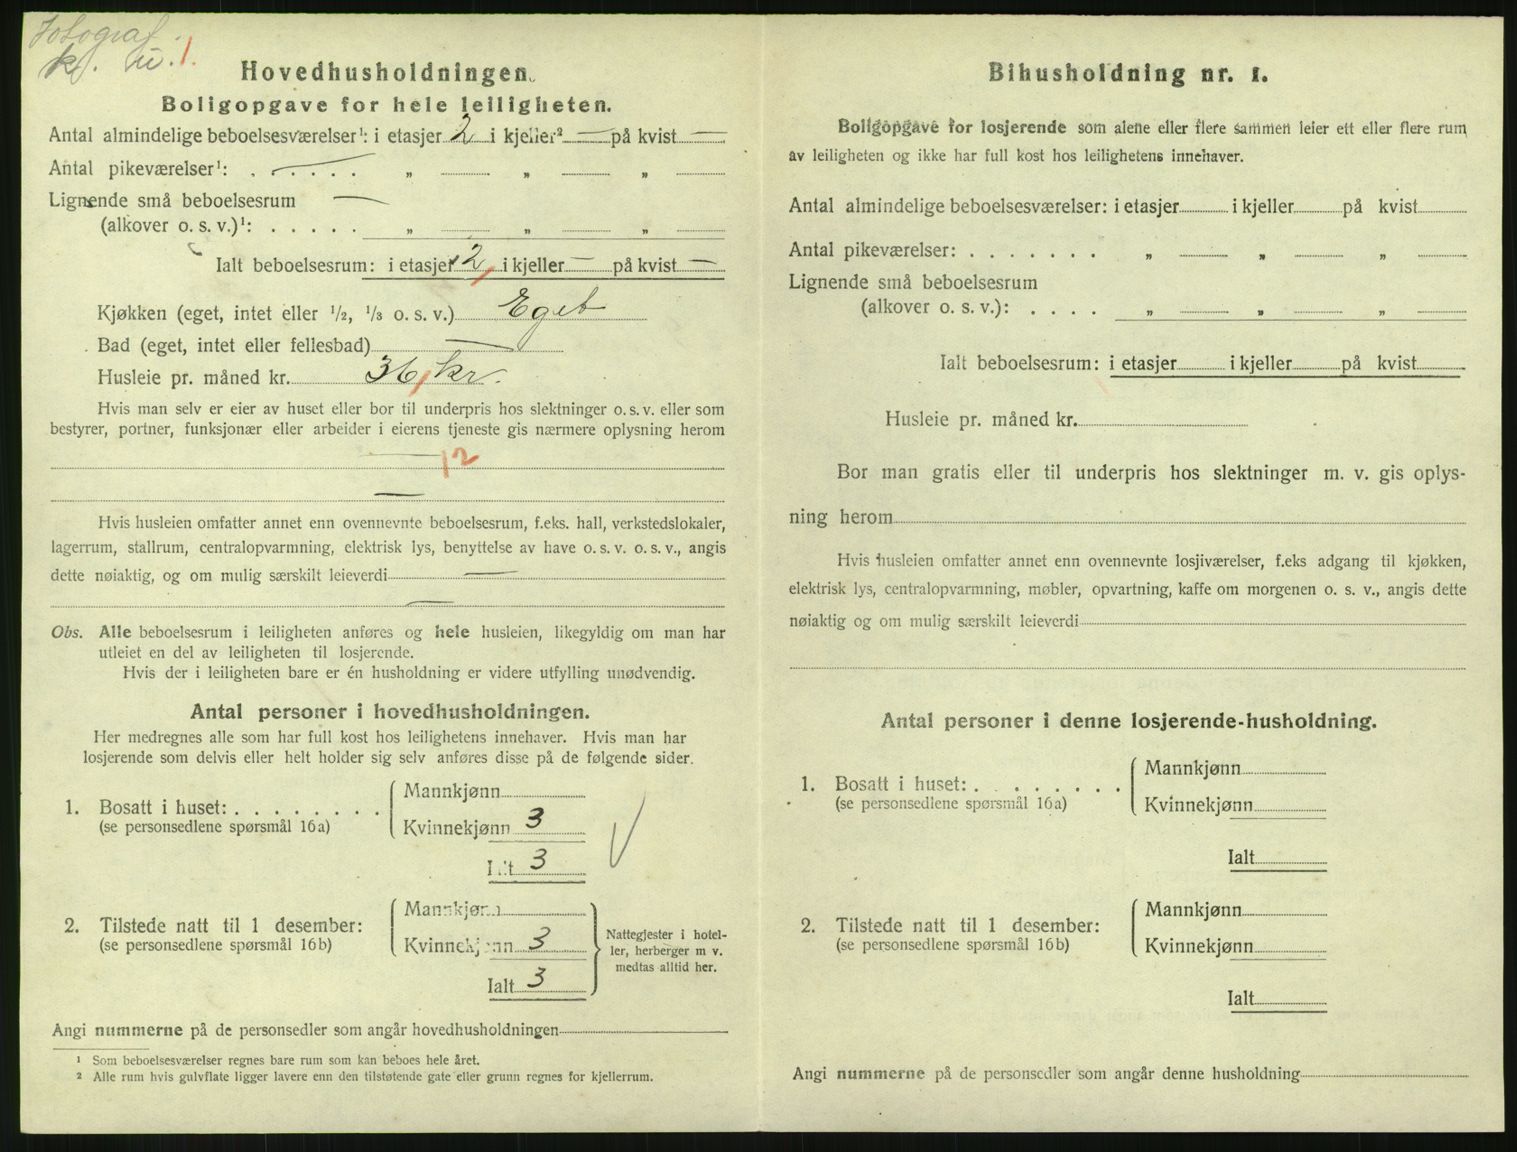 Fotograf.
kr. w. 1.
Hovedhusholdningen.
Boligopgave for hele leiligheten.
Antal almindelige beboelsesværelser¹: i etasjer 2 i kjeller² — på kvist —
Antal pikeværelser¹: . . . . . „ „ „
Lignende små beboelsesrum —
(alkover o. s. v.)¹: . . . . . „ „ „
Ialt beboelsesrum: i etasjer 2, i kjeller — på kvist —
Kjøkken (eget, intet eller ½, ⅓ o. s. v.) Eget
Bad (eget, intet eller fellesbad) —
Husleie pr. måned kr. 36, kr.
Hvis man selv er eier av huset eller bor til underpris hos slektninger o. s. v. eller som
bestyrer, portner, funksjonær eller arbeider i eierens tjeneste gis nærmere oplysning herom
— 12
—
Hvis husleien omfatter annet enn ovennevnte beboelsesrum, f.eks. hall, verkstedslokaler,
lagerrum, stallrum, centralopvarmning, elektrisk lys, benyttelse av have o. s. v. o. s. v., angis
dette nøiaktig, og om mulig særskilt leieverdi —
—
Obs. Alle beboelsesrum i leiligheten anføres og hele husleien, likegyldig om man har
utleiet en del av leiligheten til losjerende.
Hvis der i leiligheten bare er én husholdning er videre utfylling unødvendig.
Antal personer i hovedhusholdningen.
Her medregnes alle som har full kost hos leilighetens innehaver. Hvis man har
losjerende som delvis eller helt holder sig selv anføres disse på de følgende sider.
1. Bosatt i huset: . . . . . . . .
(se personsedlene spørsmål 16a)
Mannkjønn
Kvinnekjønn 3
Ialt 3
2. Tilstede natt til 1 desember:
(se personsedlene spørsmål 16b)
Mannkjønn
Kvinnekjønn 3
Ialt 3
Nattegjester i hotel-
ler, herberger m v.
medtas alltid her.
Angi nummerne på de personsedler som angår hovedhusholdningen
¹ Som beboelsesværelser regnes bare rum som kan beboes hele året.
² Alle rum hvis gulvflate ligger lavere enn den tilstøtende gate eller grunn regnes for kjellerrum.
Bihusholdning nr. 1.
Boligopgave for losjerende som alene eller flere sammen leier ett eller flere rum
av leiligheten og ikke har full kost hos leilighetens innehaver.
Antal almindelige beboelsesværelser: i etasjer i kjeller på kvist
Antal pikeværelser: . . . . . . . „ „ „
Lignende små beboelsesrum
(alkover o. s. v.): . . . . „ „ „
Ialt beboelsesrum: i etasjer i kjeller på kvist
Husleie pr. måned kr.
Bor man gratis eller til underpris hos slektninger m. v. gis oplys-
ning herom
Hvis husleien omfatter annet enn ovennevnte losjiværelser, f.eks adgang til kjøkken,
elektrisk lys, centralopvarmning, møbler, opvartning, kaffe om morgenen o. s. v., angis dette
nøiaktig og om mulig særskilt leieverdi
Antal personer i denne losjerende-husholdning.
1. Bosatt i huset: . . . . . . . .
(se personsedlene spørsmål 16a)
Mannkjønn
Kvinnekjønn
Ialt
2. Tilstede natt til 1 desember:
(se personsedlene spørsmål 16b)
Mannkjønn
Kvinnekjønn
Ialt
Angi nummerne på de personsedler som angår denne husholdning